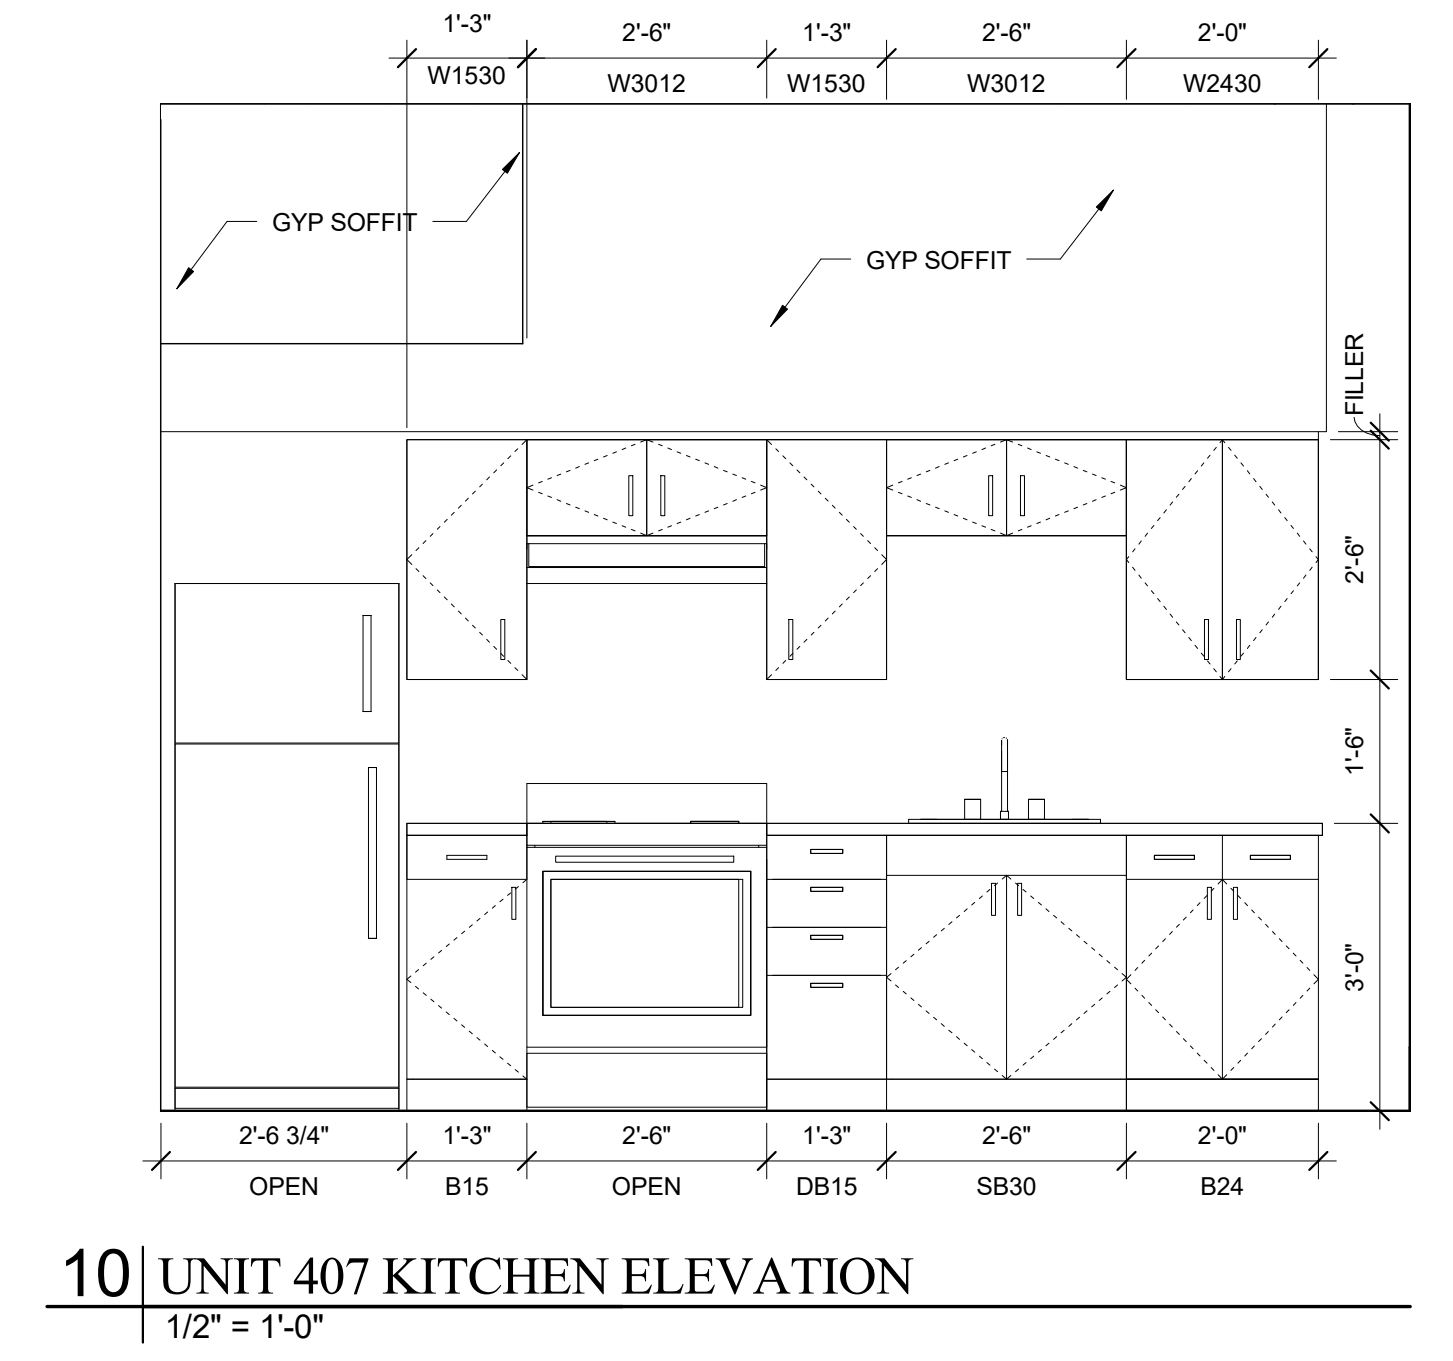 1'-3" 2'-6" 1'-3" 2'-6" 2'-0"
W1530 W3012 W1530 W3012 W2430
GYP SOFFIT
GYP SOFFIT
FILLER
2'-6"
1'-6"
3'-0"
2'-6 3/4" 1'-3" 2'-6" 1'-3" 2'-6" 2'-0"
OPEN B15 OPEN DB15 SB30 B24
10 UNIT 407 KITCHEN ELEVATION
1/2" = 1'-0"